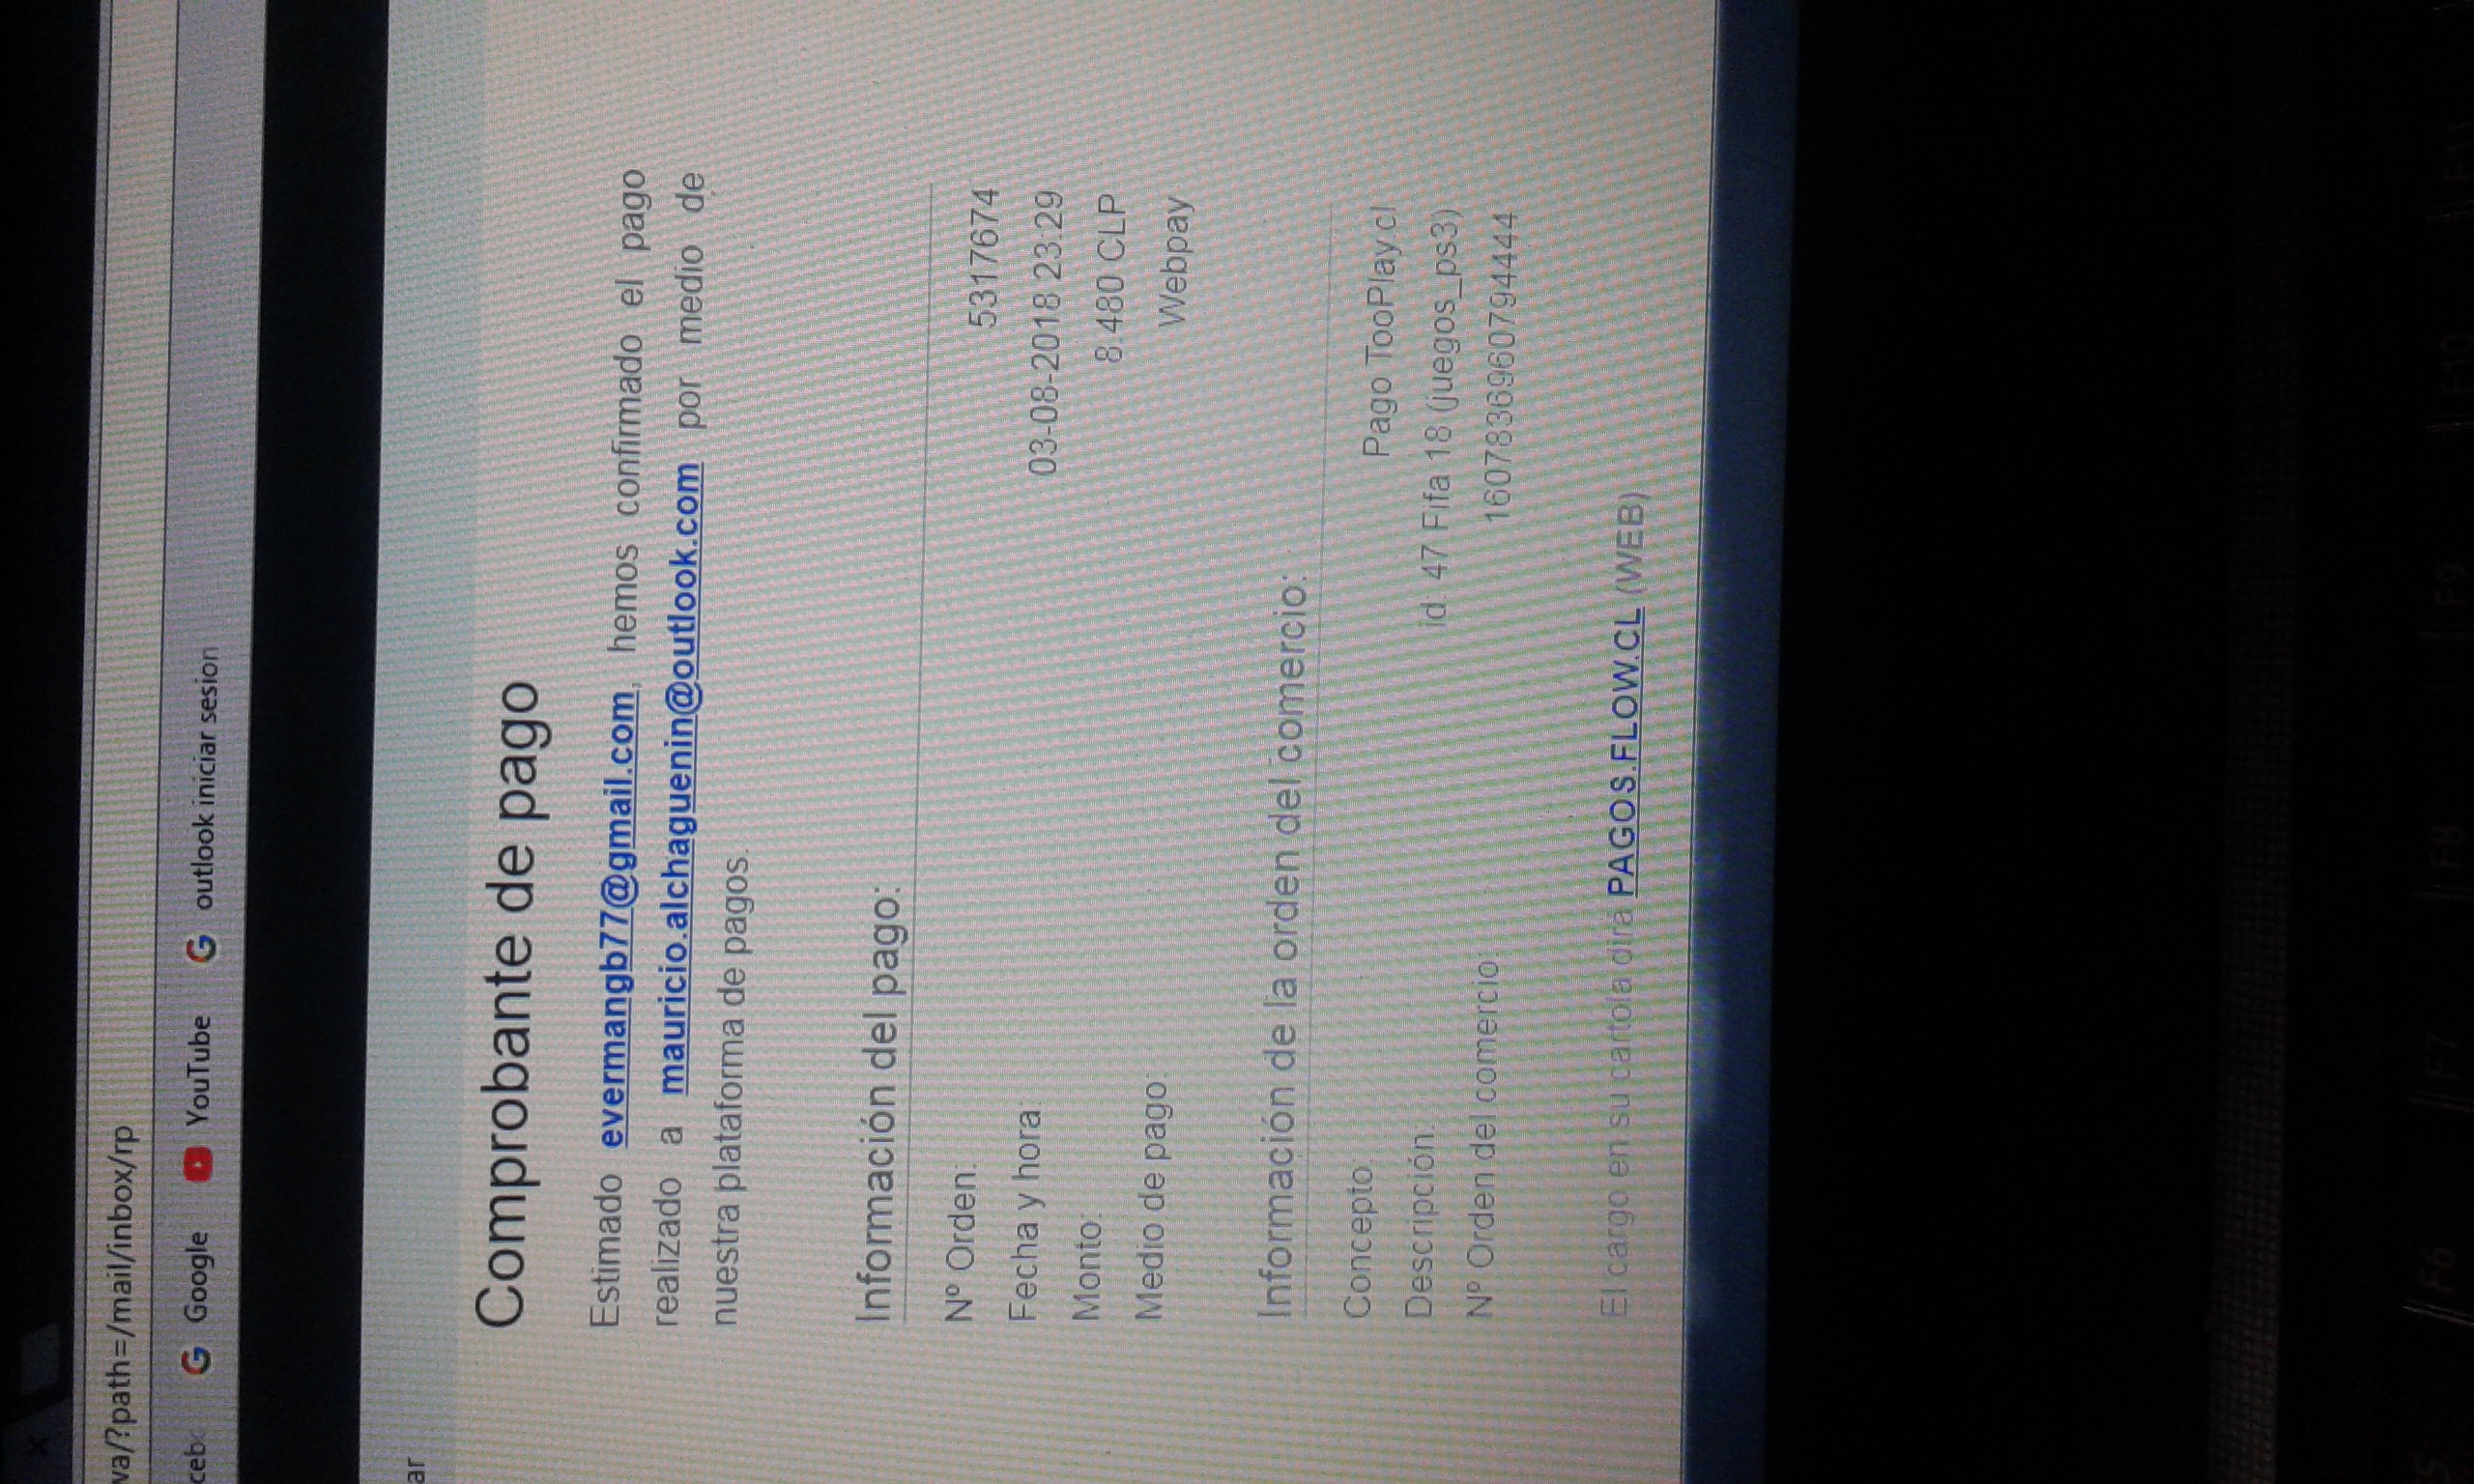 va/?path=/mail/inbox/rp
cebo Google YouTube outlook iniciar sesion
ar
Comprobante de pago
Estimado evermangb77@gmail.com, hemos confirmado el pago
realizado a mauricio.alchaguenin@outlook.com por medio de
nuestra plataforma de pagos.
Información del pago:
Nº Orden: 5317674
Fecha y hora: 03-08-2018 23:29
Monto: 8.480 CLP
Medio de pago: Webpay
Información de la orden del comercio:
Concepto: Pago TooPlay.cl
Descripción: id: 47 Fifa 18 (juegos_ps3)
Nº Orden del comercio: 1607836960794444
El cargo en su cartola dirá PAGOS.FLOW.CL (WEB)
F6 F7 F8 F9 F10 F11